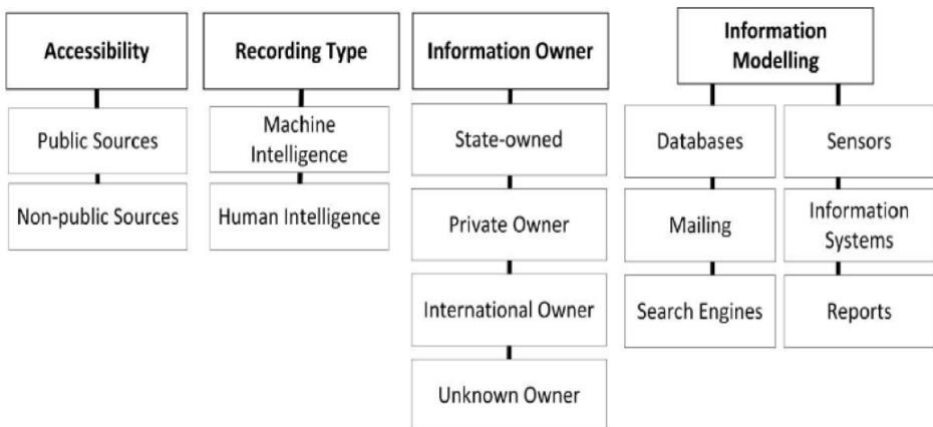 Accessibility
Public Sources
Non-public Sources
Recording Type
Machine
Intelligence
Human Intelligence
Information Owner
State-owned
Private Owner
International Owner
Unknown Owner
Information
Modelling
Databases
Mailing
Search Engines
Sensors
Information
Systems
Reports